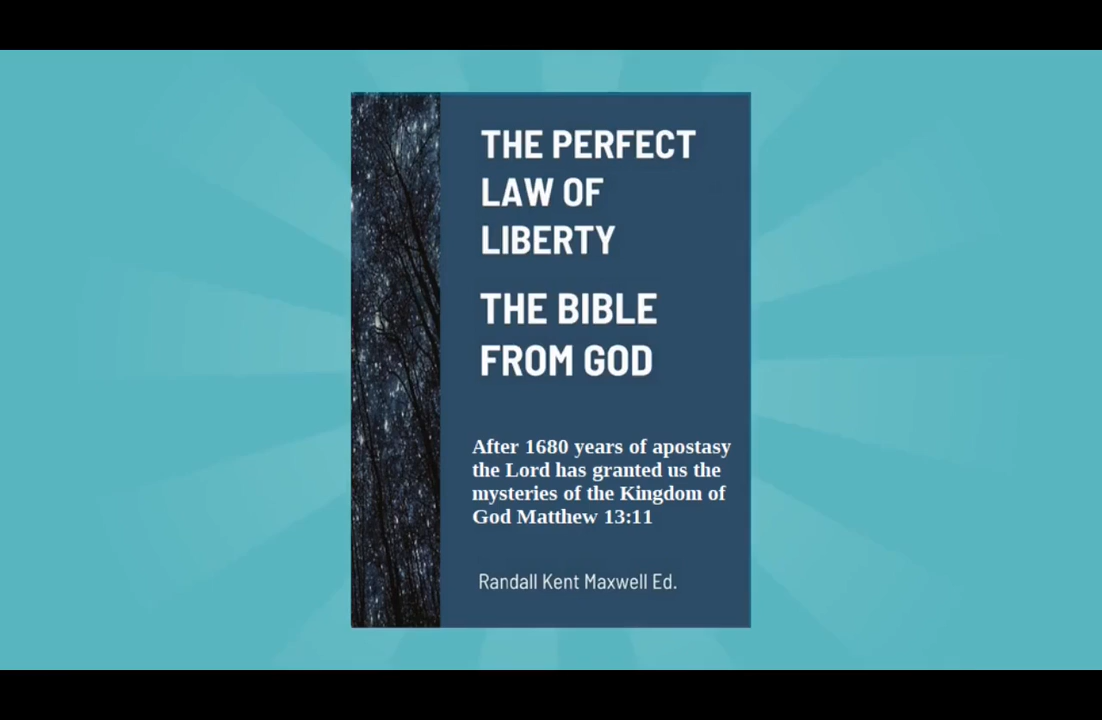 THE PERFECT
LAW OF
LIBERTY
THE BIBLE
FROM GOD
After 1680 years of apostasy
the Lord has granted us the
mysteries of the Kingdom of
God Matthew 13:11
Randall Kent Maxwell Ed.